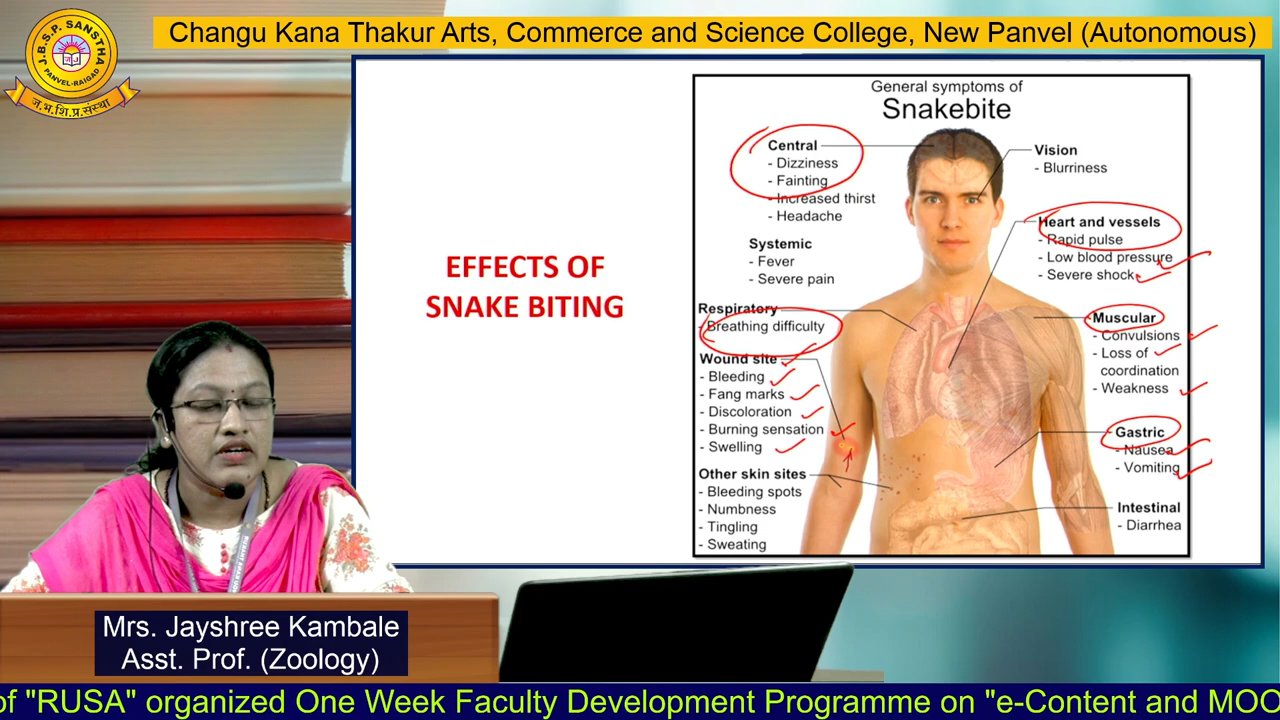 J.B.S.P. SANSTHA
PANVEL-RAIGAD
ज.भ.शि.प्र.संस्था
Changu Kana Thakur Arts, Commerce and Science College, New Panvel (Autonomous)
EFFECTS OF
SNAKE BITING
General symptoms of
Snakebite
Central
- Dizziness
- Fainting
- Increased thirst
- Headache
Systemic
- Fever
- Severe pain
Respiratory
- Breathing difficulty
Wound site
- Bleeding
- Fang marks
- Discoloration
- Burning sensation
- Swelling
Other skin sites
- Bleeding spots
- Numbness
- Tingling
- Sweating
Vision
- Blurriness
Heart and vessels
- Rapid pulse
- Low blood pressure
- Severe shock
Muscular
- Convulsions
- Loss of
coordination
- Weakness
Gastric
- Nausea
- Vomiting
Intestinal
- Diarrhea
Mrs. Jayshree Kambale
Asst. Prof. (Zoology)
of "RUSA" organized One Week Faculty Development Programme on "e-Content and MOC